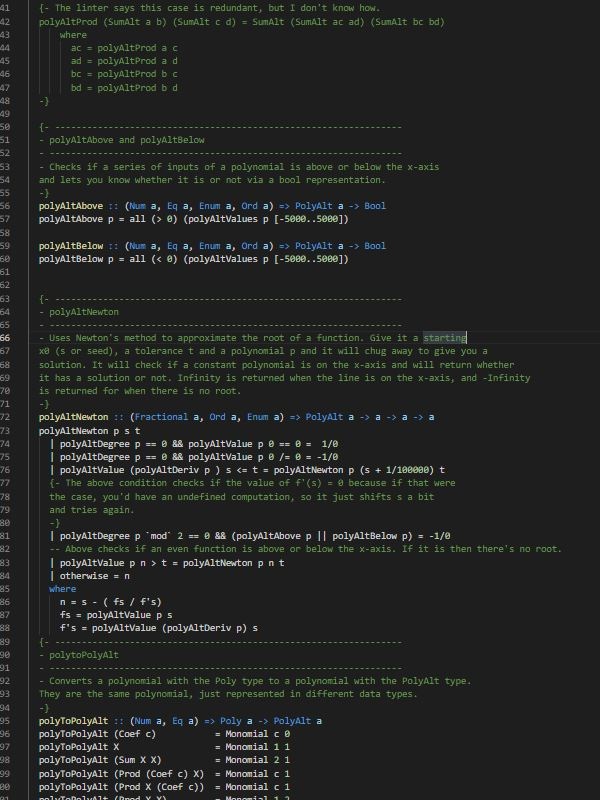 41 {- The linter says this case is redundant, but I don't know how.
42 polyAltProd (SumAlt a b) (SumAlt c d) = SumAlt (SumAlt ac ad) (SumAlt bc bd)
43 where
44 ac = polyAltProd a c
45 ad = polyAltProd a d
46 bc = polyAltProd b c
47 bd = polyAltProd b d
48 -}
49
50 {- -----------------------------------------------------------------
51 - polyAltAbove and polyAltBelow
52 - -----------------------------------------------------------------
53 - Checks if a series of inputs of a polynomial is above or below the x-axis
54 and lets you know whether it is or not via a bool representation.
55 -}
56 polyAltAbove :: (Num a, Eq a, Enum a, Ord a) => PolyAlt a -> Bool
57 polyAltAbove p = all (> 0) (polyAltValues p [-5000..5000])
58
59 polyAltBelow :: (Num a, Eq a, Enum a, Ord a) => PolyAlt a -> Bool
60 polyAltBelow p = all (< 0) (polyAltValues p [-5000..5000])
61
62
63 {- -----------------------------------------------------------------
64 - polyAltNewton
65 - -----------------------------------------------------------------
66 - Uses Newton's method to approximate the root of a function. Give it a starting
67 x0 (s or seed), a tolerance t and a polynomial p and it will chug away to give you a
68 solution. It will check if a constant polynomial is on the x-axis and will return whether
69 it has a solution or not. Infinity is returned when the line is on the x-axis, and -Infinity
70 is returned for when there is no root.
71 -}
72 polyAltNewton :: (Fractional a, Ord a, Enum a) => PolyAlt a -> a -> a -> a
73 polyAltNewton p s t
74 | polyAltDegree p == 0 && polyAltValue p 0 == 0 = 1/0
75 | polyAltDegree p == 0 && polyAltValue p 0 /= 0 = -1/0
76 | polyAltValue (polyAltDeriv p ) s <= t = polyAltNewton p (s + 1/100000) t
77 {- The above condition checks if the value of f'(s) = 0 because if that were
78 the case, you'd have an undefined computation, so it just shifts s a bit
79 and tries again.
80 -}
81 | polyAltDegree p `mod` 2 == 0 && (polyAltAbove p || polyAltBelow p) = -1/0
82 -- Above checks if an even function is above or below the x-axis. If it is then there's no root.
83 | polyAltValue p n > t = polyAltNewton p n t
84 | otherwise = n
85 where
86 n = s - ( fs / f's)
87 fs = polyAltValue p s
88 f's = polyAltValue (polyAltDeriv p) s
89 {- -----------------------------------------------------------------
90 - polytoPolyAlt
91 - -----------------------------------------------------------------
92 - Converts a polynomial with the Poly type to a polynomial with the PolyAlt type.
93 They are the same polynomial, just represented in different data types.
94 -}
95 polyToPolyAlt :: (Num a, Eq a) => Poly a -> PolyAlt a
96 polyToPolyAlt (Coef c) = Monomial c 0
97 polyToPolyAlt X = Monomial 1 1
98 polyToPolyAlt (Sum X X) = Monomial 2 1
99 polyToPolyAlt (Prod (Coef c) X) = Monomial c 1
00 polyToPolyAlt (Prod X (Coef c)) = Monomial c 1
01 polyToPolyAlt (Prod X X) = Monomial 1 2